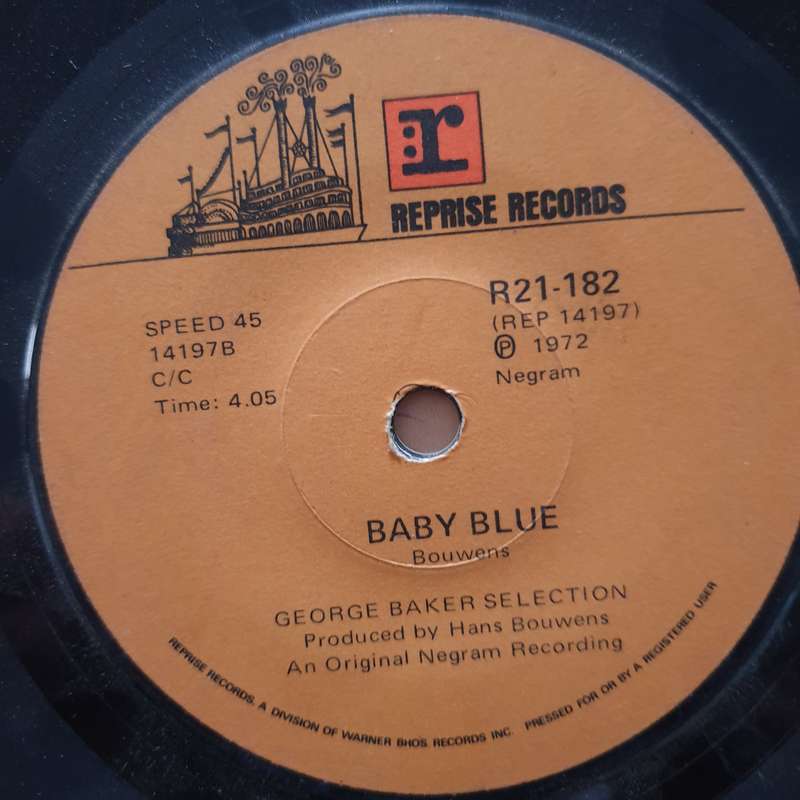 r
REPRISE RECORDS
SPEED 45
14197B
C/C
Time: 4.05
R21-182
(REP 14197)
Ⓟ 1972
Negram
BABY BLUE
Bouwens
GEORGE BAKER SELECTION
Produced by Hans Bouwens
An Original Negram Recording
REPRISE RECORDS, A DIVISION OF WARNER BROS. RECORDS INC. PRESSED FOR OR BY A REGISTERED USER